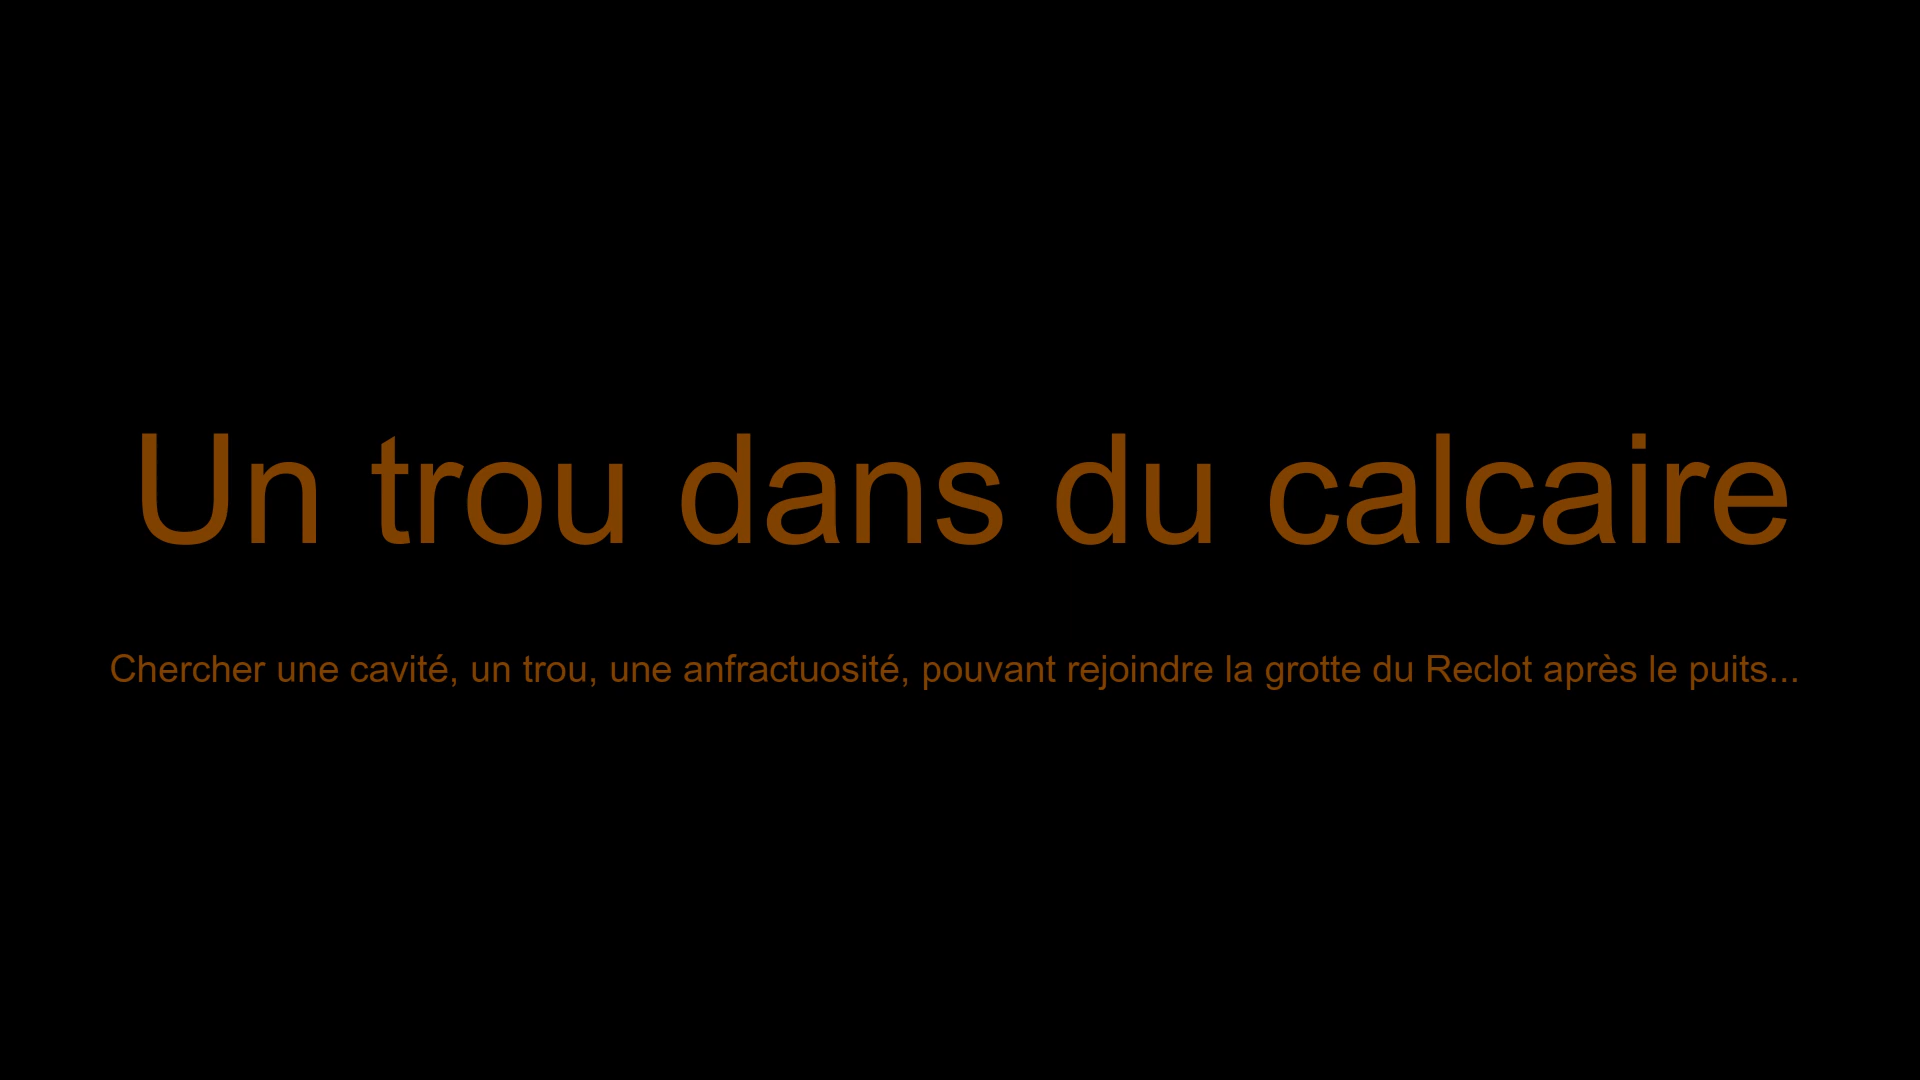 Un trou dans du calcaire
Chercher une cavité, un trou, une anfractuosité, pouvant rejoindre la grotte du Reclot après le puits...